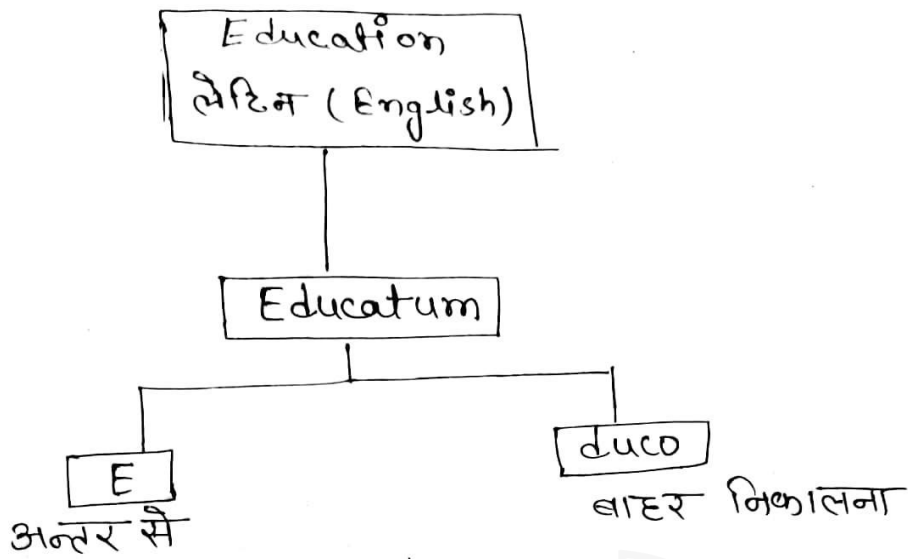 Education
लेटिन (English)
Educatum
E
duco
अन्तर से
बाहर निकालना